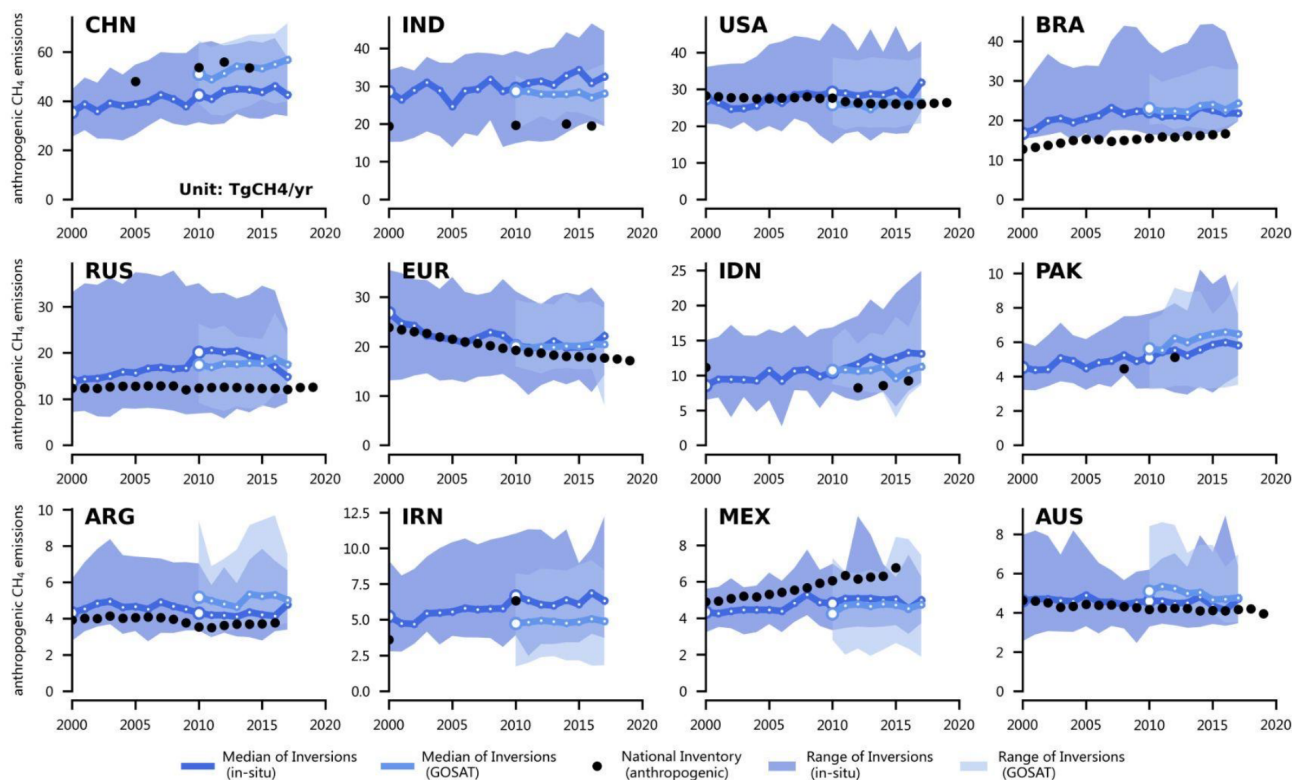 CHN
IND
USA
BRA
anthropogenic CH4 emissions
60
40
20
0
40
30
20
10
0
40
30
20
10
0
40
30
20
10
0
Unit: TgCH4/yr
2000 2005 2010 2015 2020
2000 2005 2010 2015 2020
2000 2005 2010 2015 2020
2000 2005 2010 2015 2020
RUS
EUR
IDN
PAK
anthropogenic CH4 emissions
30
20
10
0
30
20
10
0
25
20
15
10
5
0
10
8
6
4
2
0
2000 2005 2010 2015 2020
2000 2005 2010 2015 2020
2000 2005 2010 2015 2020
2000 2005 2010 2015 2020
ARG
IRN
MEX
AUS
anthropogenic CH4 emissions
10
8
6
4
2
0
12.5
10.0
7.5
5.0
2.5
0.0
8
6
4
2
0
8
6
4
2
0
2000 2005 2010 2015 2020
2000 2005 2010 2015 2020
2000 2005 2010 2015 2020
2000 2005 2010 2015 2020
Median of Inversions
(in-situ)
Median of Inversions
(GOSAT)
National Inventory
(anthropogenic)
Range of Inversions
(in-situ)
Range of Inversions
(GOSAT)